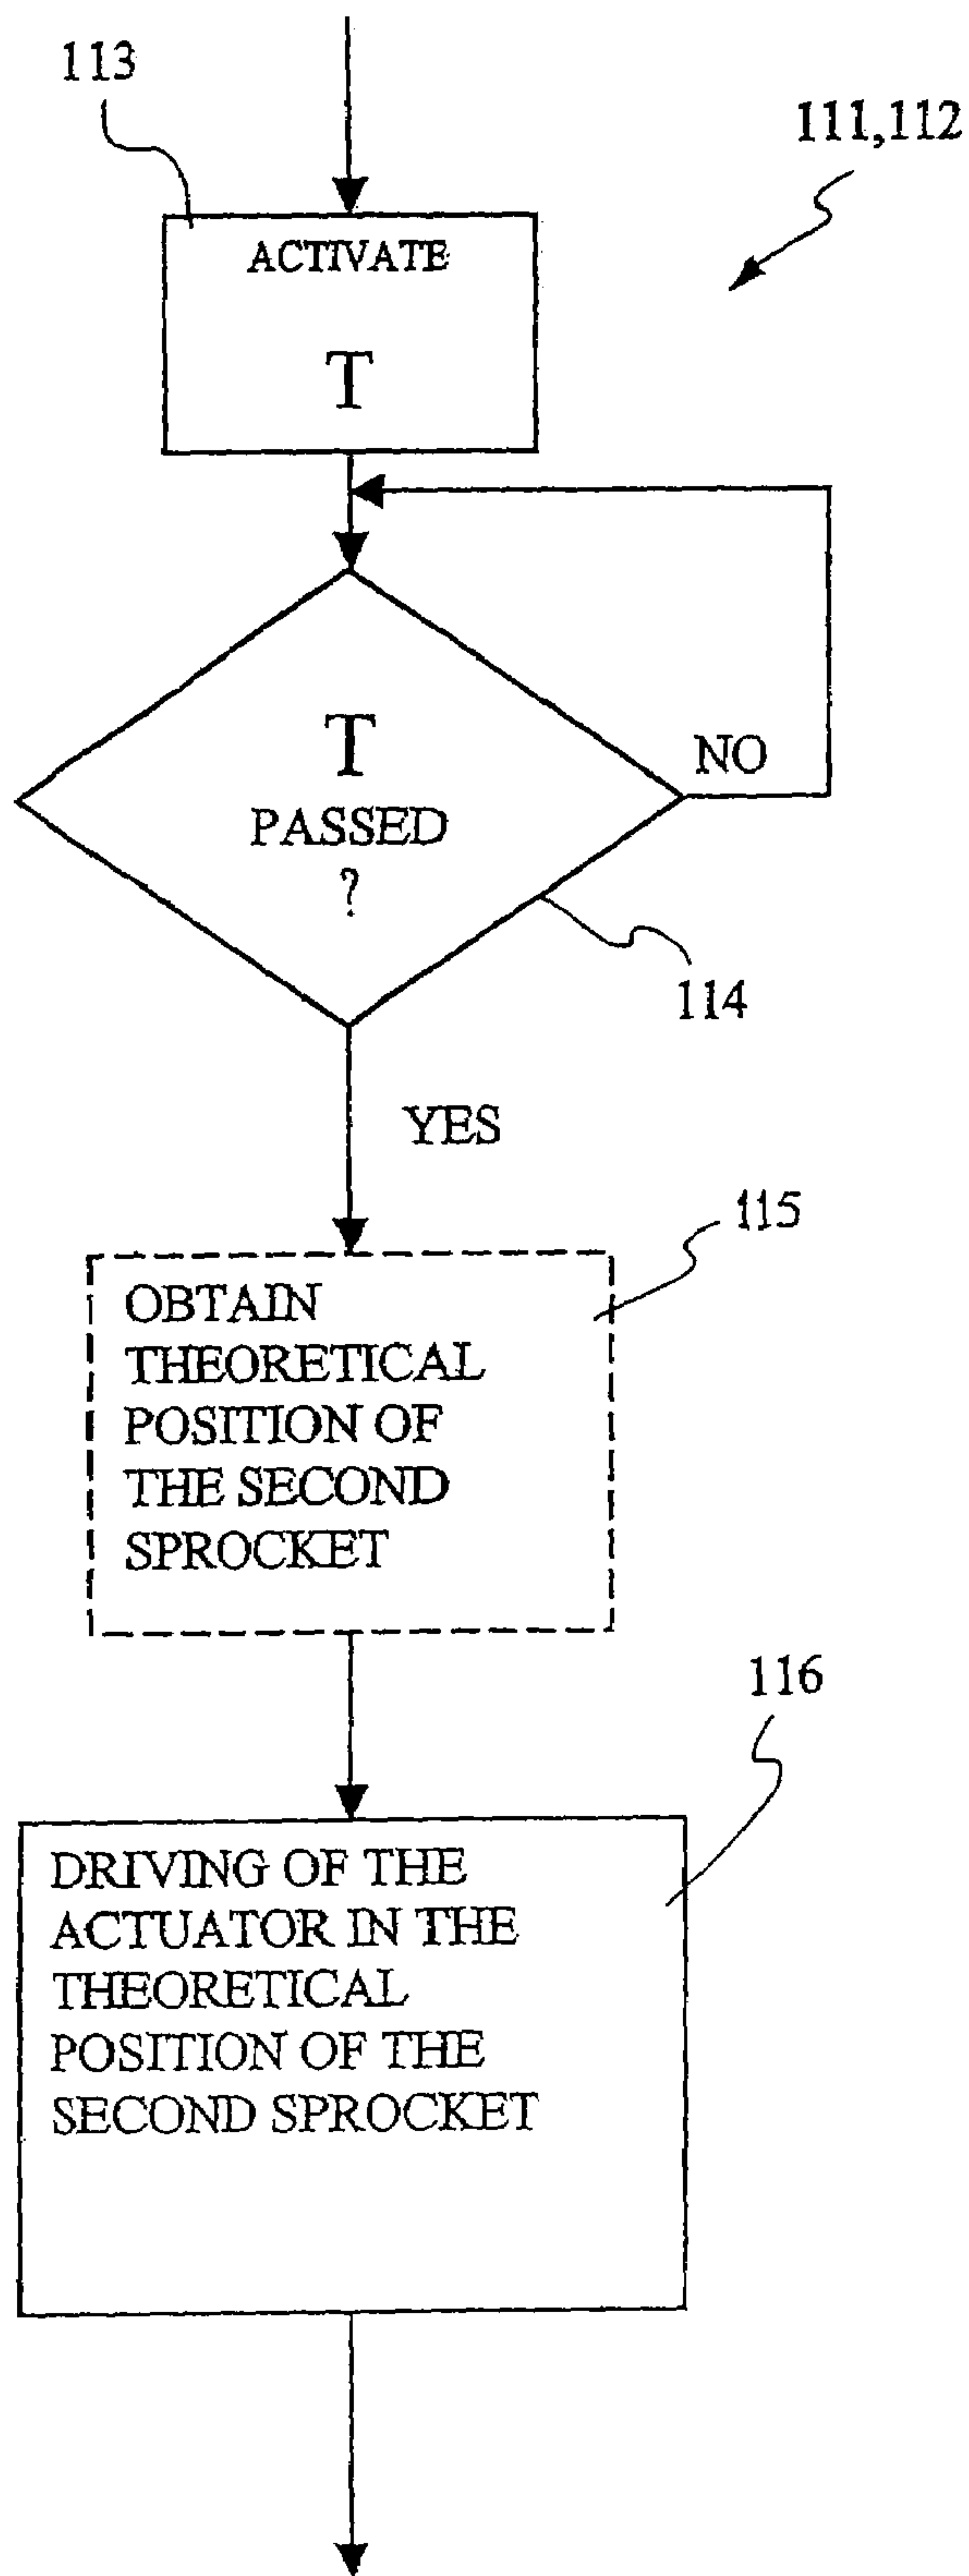 113
111,112
ACTIVATE
T
T
PASSED
?
NO
114
YES
115
OBTAIN
THEORETICAL
POSITION OF
THE SECOND
SPROCKET
116
DRIVING OF THE
ACTUATOR IN THE
THEORETICAL
POSITION OF THE
SECOND SPROCKET